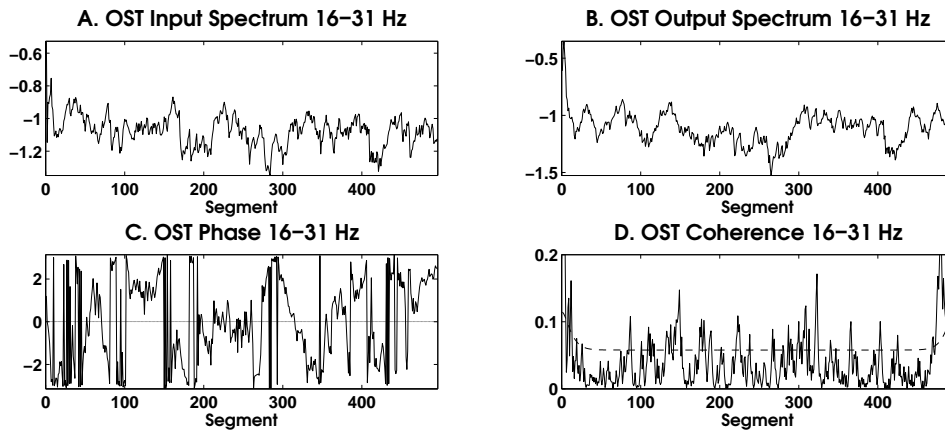 A. OST Input Spectrum 16−31 Hz
−0.6
−0.8
−1
−1.2
0 100 200 300 400
Segment
B. OST Output Spectrum 16−31 Hz
−0.5
−1
−1.5
0 100 200 300 400
Segment
C. OST Phase 16−31 Hz
2
0
−2
0 100 200 300 400
Segment
D. OST Coherence 16−31 Hz
0.2
0.1
0
0 100 200 300 400
Segment